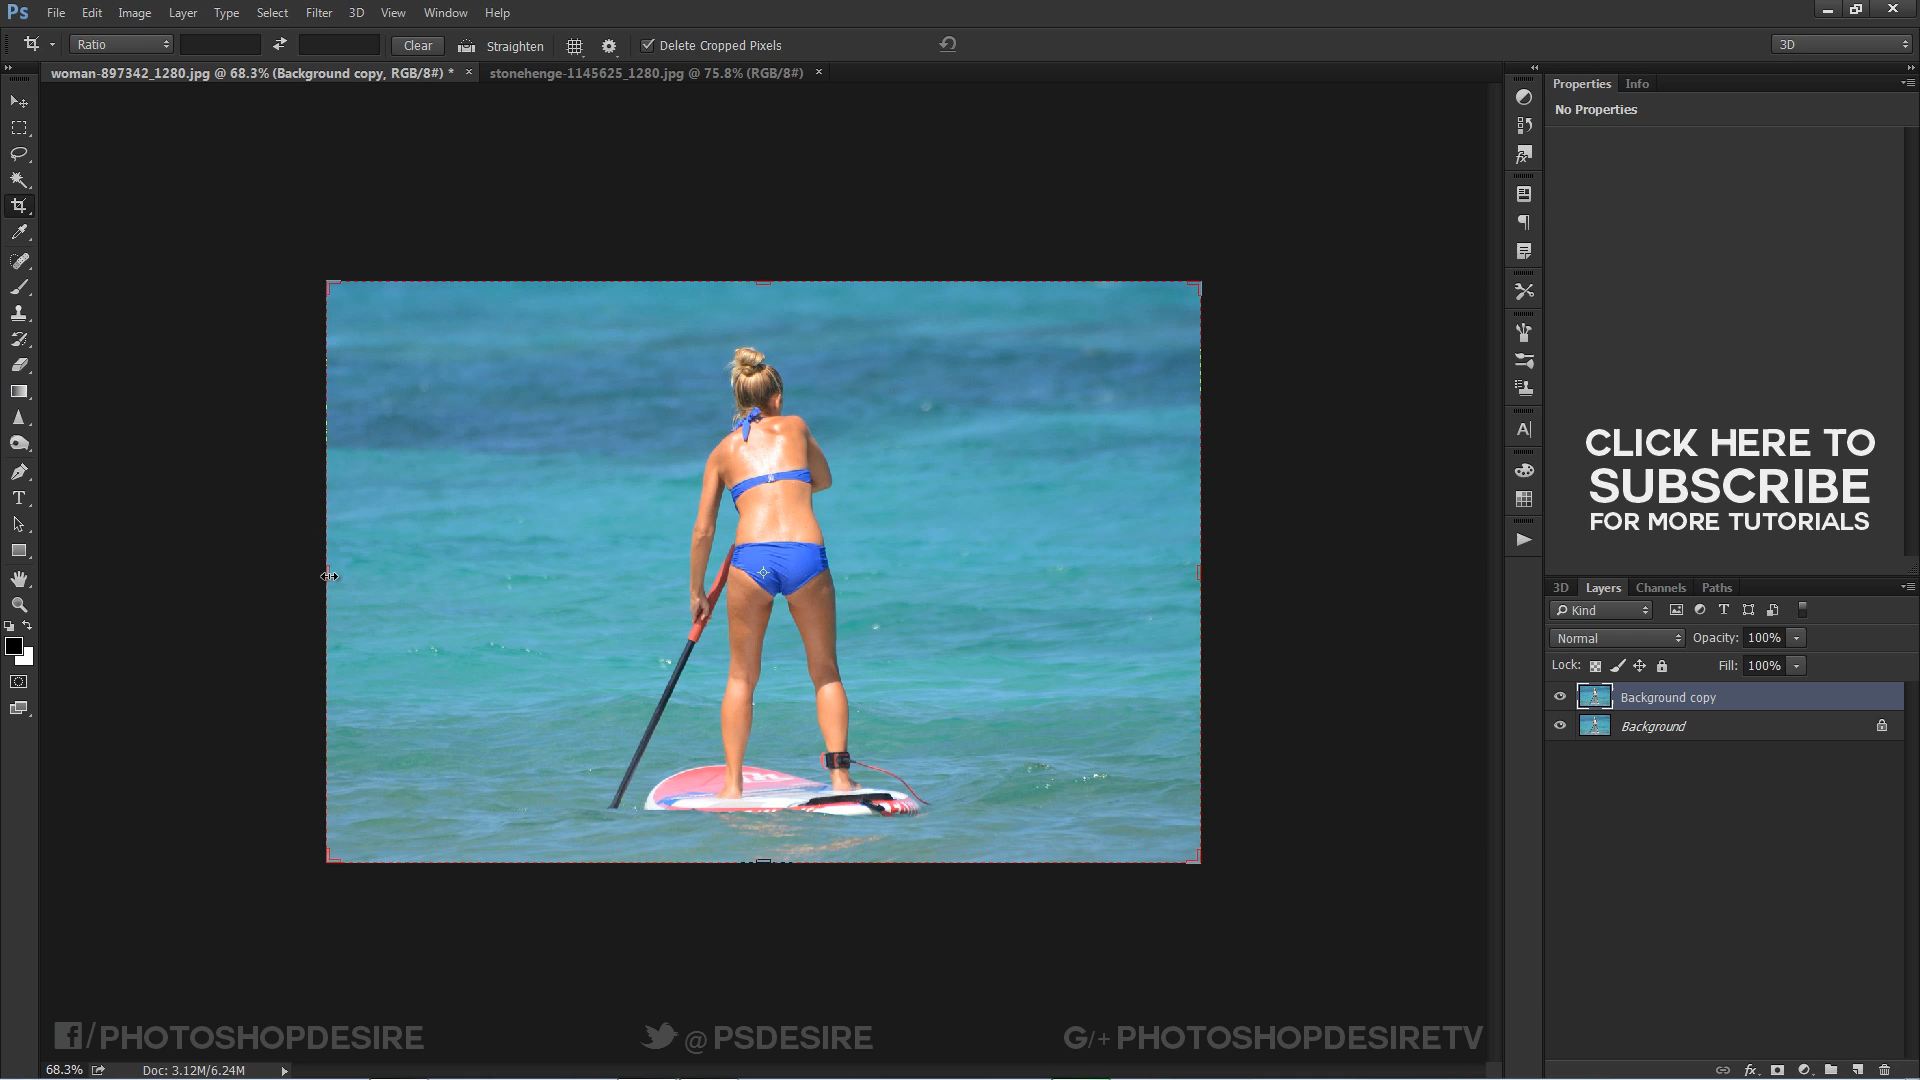 Ps File Edit Image Layer Type Select Filter 3D View Window Help
Ratio Clear Straighten Delete Cropped Pixels 3D
woman-897342_1280.jpg @ 68.3% (Background copy, RGB/8#) * × stonehenge-1145625_1280.jpg @ 75.8% (RGB/8#) ×
Properties Info
No Properties
CLICK HERE TO
SUBSCRIBE
FOR MORE TUTORIALS
3D Layers Channels Paths
Kind
Normal Opacity: 100%
Lock: Fill: 100%
Background copy
Background
f/PHOTOSHOPDESIRE @PSDESIRE G/+PHOTOSHOPDESIRETV
68.3% Doc: 3.12M/6.24M